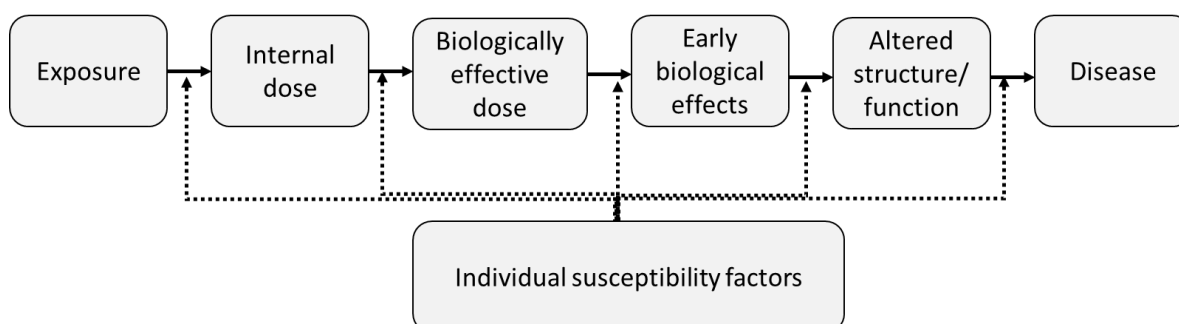 Exposure
Internal
dose
Biologically
effective
dose
Early
biological
effects
Altered
structure/
function
Disease
Individual susceptibility factors